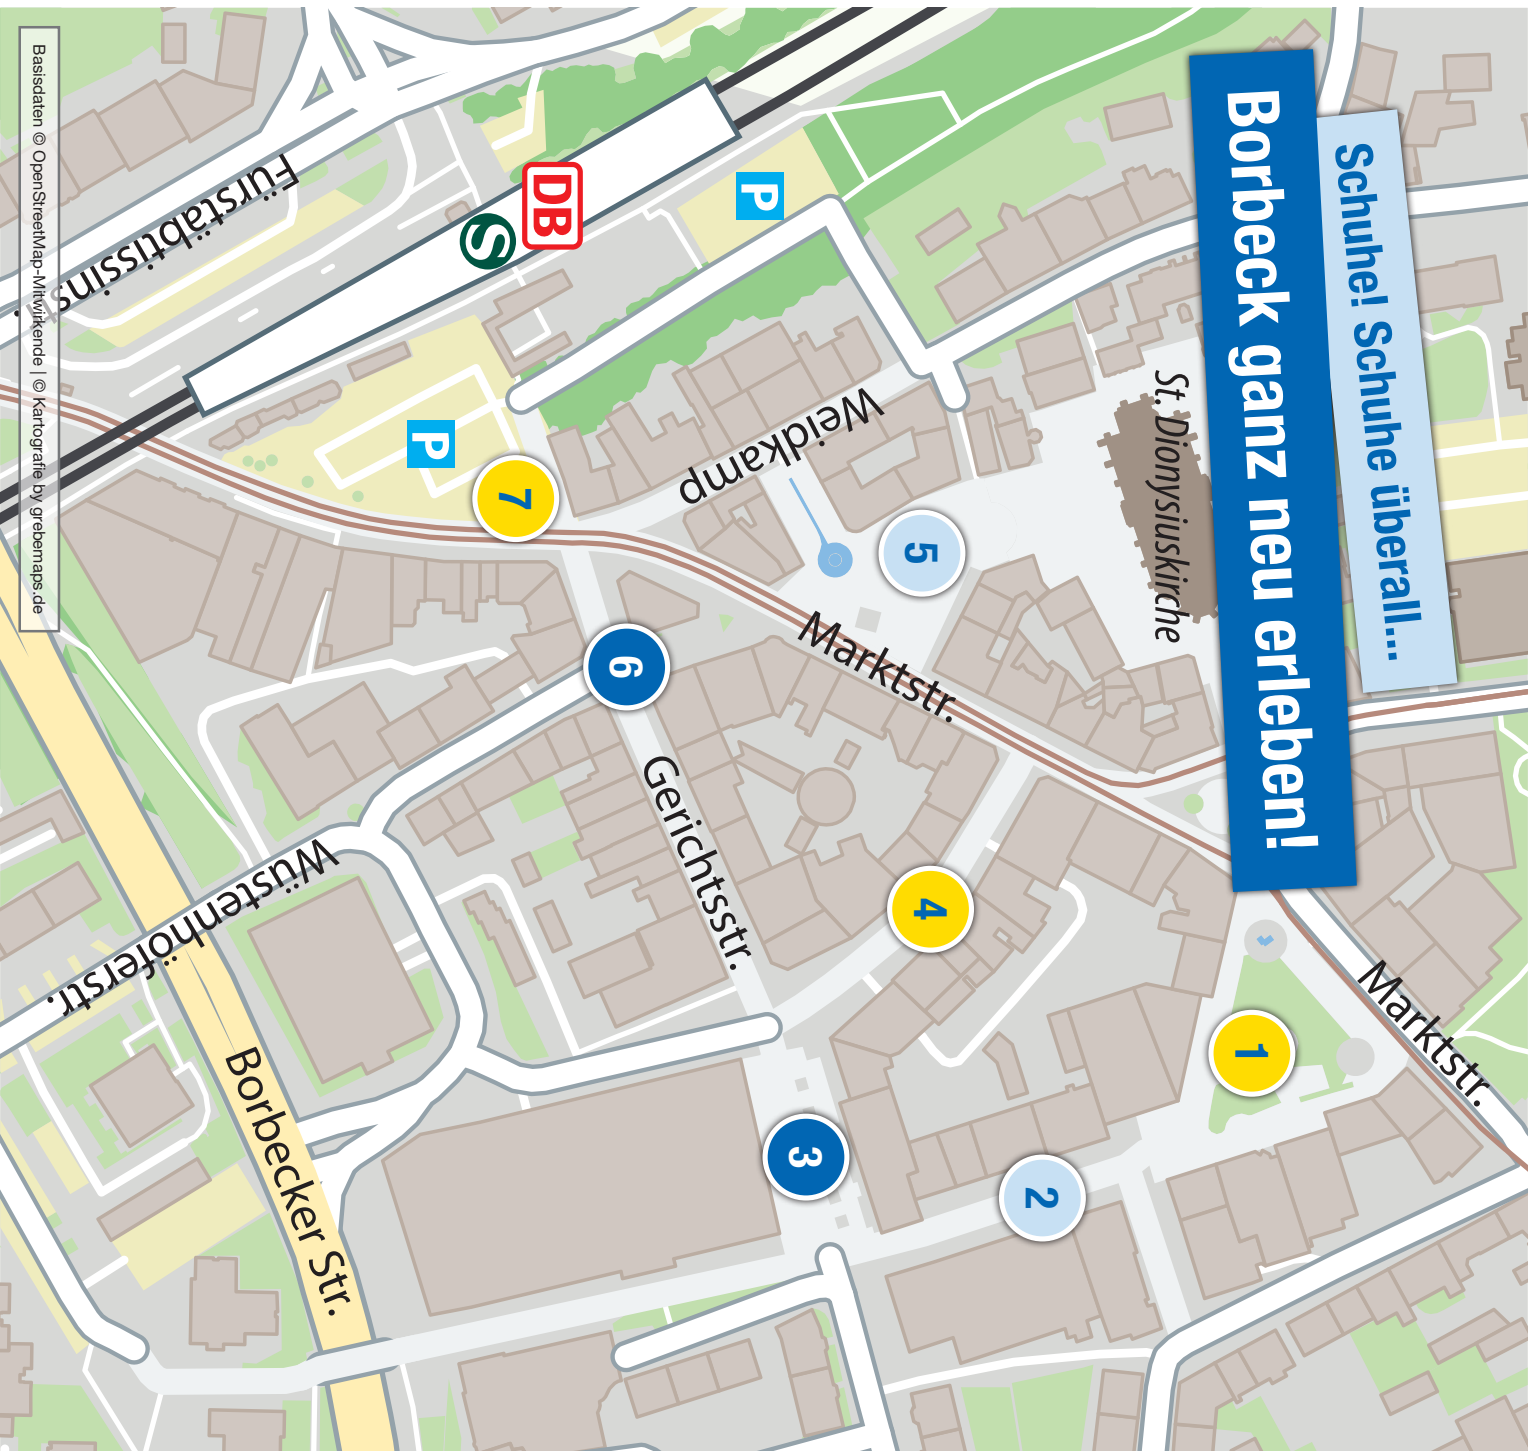 Schuhe! Schuhe überall...
Borbeck ganz neu erleben!
St. Dionysiuskirche
Marktstr.
Marktstr.
Weidkamp
Gerichtsstr.
Wüstenhöferstr.
Borbecker Str.
Fürstäbtissinstr.
DB
S
P
P
1
2
3
4
5
6
7
Basisdaten © OpenStreetMap-Mitwirkende | © Kartografie by grebemaps.de